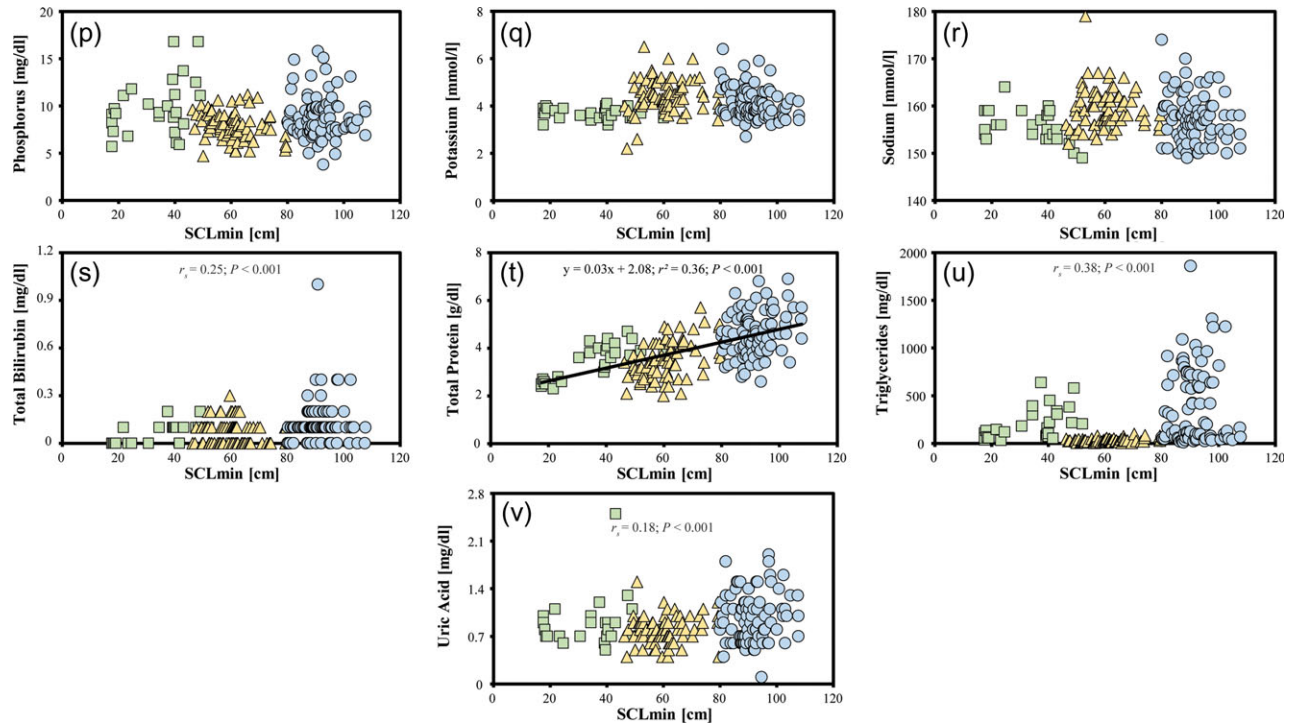 (p)
Phosphorus [mg/dl]
20
15
10
5
0
0 20 40 60 80 100 120
SCLmin [cm]
(q)
Potassium [mmol/l]
8
6
4
2
0
0 20 40 60 80 100 120
SCLmin [cm]
(r)
Sodium [mmol/l]
180
170
160
150
140
0 20 40 60 80 100 120
SCLmin [cm]
(s)
r_s = 0.25; P < 0.001
Total Bilirubin [mg/dl]
1.2
0.9
0.6
0.3
0
0 20 40 60 80 100 120
SCLmin [cm]
(t)
y = 0.03x + 2.08; r² = 0.36; P < 0.001
Total Protein [g/dl]
8
6
4
2
0
0 20 40 60 80 100 120
SCLmin [cm]
(u)
r_s = 0.38; P < 0.001
Triglycerides [mg/dl]
2000
1500
1000
500
0
0 20 40 60 80 100 120
SCLmin [cm]
(v)
r_s = 0.18; P < 0.001
Uric Acid [mg/dl]
2.8
2.1
1.4
0.7
0
0 20 40 60 80 100 120
SCLmin [cm]